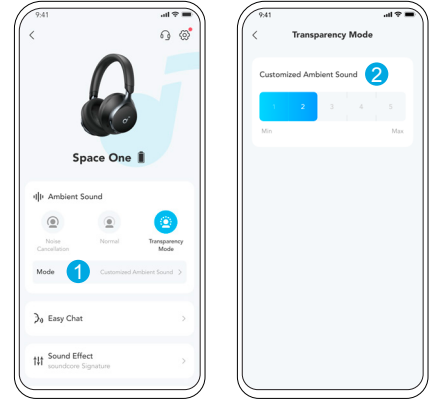 9:41
Space One
Ambient Sound
Noise
Cancellation
Normal
Transparency
Mode
Mode 1 Customized Ambient Sound >
Easy Chat >
Sound Effect
soundcore Signature >
9:41
< Transparency Mode
Customized Ambient Sound 2
1 2 3 4 5
Min Max